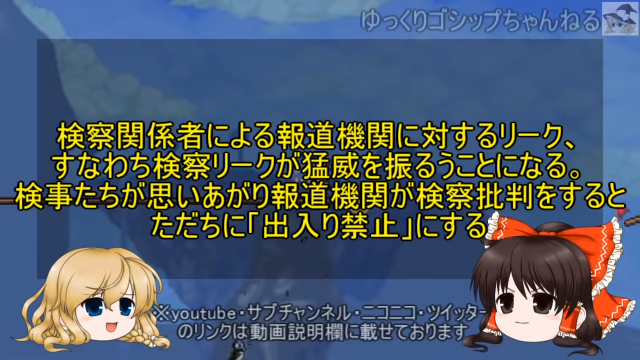 ゆっくりゴシップちゃんねる
検察関係者による報道機関に対するリーク、
すなわち検察リークが猛威を振るうことになる。
検事たちが思いあがり報道機関が検察批判をすると
ただちに「出入り禁止」にする
※youtube・サブチャンネル・ニコニコ・ツイッター
のリンクは動画説明欄に載せております